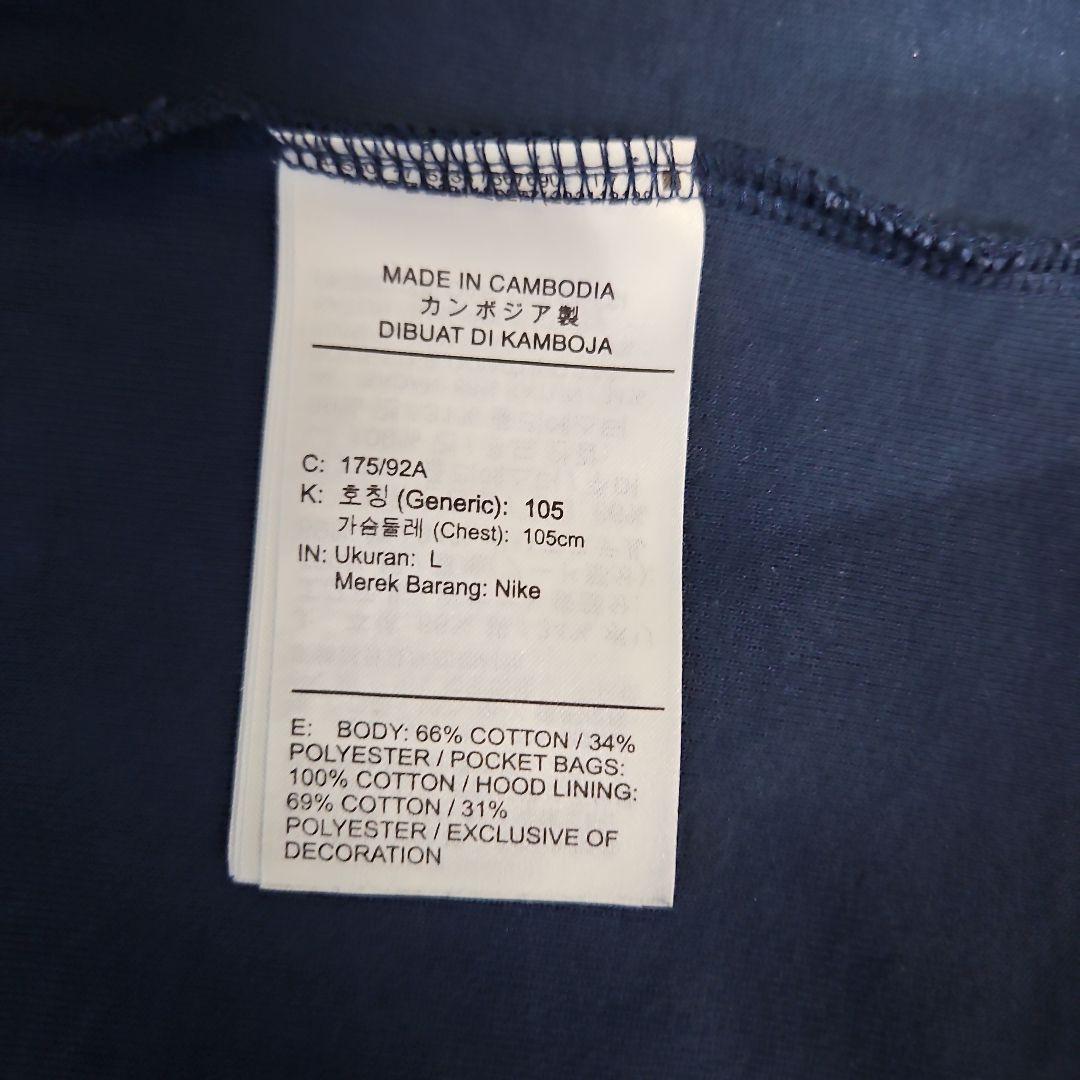 MADE IN CAMBODIA
カンボジア製
DIBUAT DI KAMBOJA
C: 175/92A
K: 호칭 (Generic): 105
가슴둘레 (Chest): 105cm
IN: Ukuran: L
Merek Barang: Nike
E: BODY: 66% COTTON / 34%
POLYESTER / POCKET BAGS:
100% COTTON / HOOD LINING:
69% COTTON / 31%
POLYESTER / EXCLUSIVE OF
DECORATION